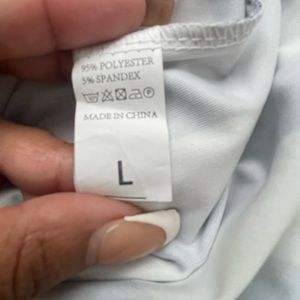 95% POLYESTER
5% SPANDEX
MADE IN CHINA
L